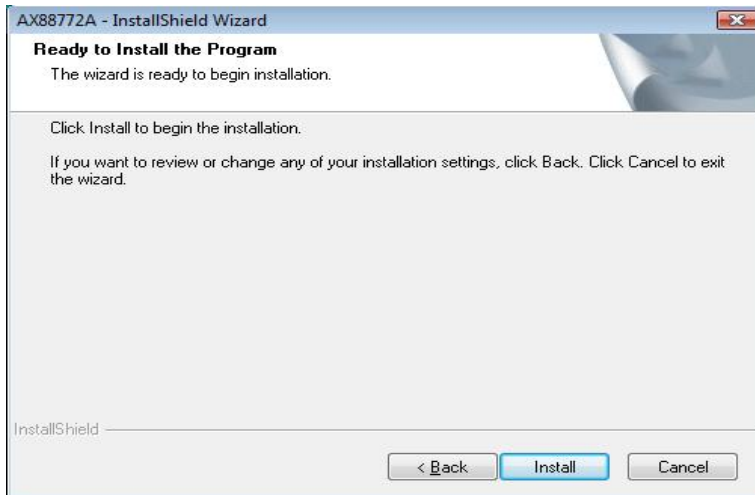 AX88772A - InstallShield Wizard
Ready to Install the Program
The wizard is ready to begin installation.
Click Install to begin the installation.
If you want to review or change any of your installation settings, click Back. Click Cancel to exit
the wizard.
InstallShield
< Back
Install
Cancel